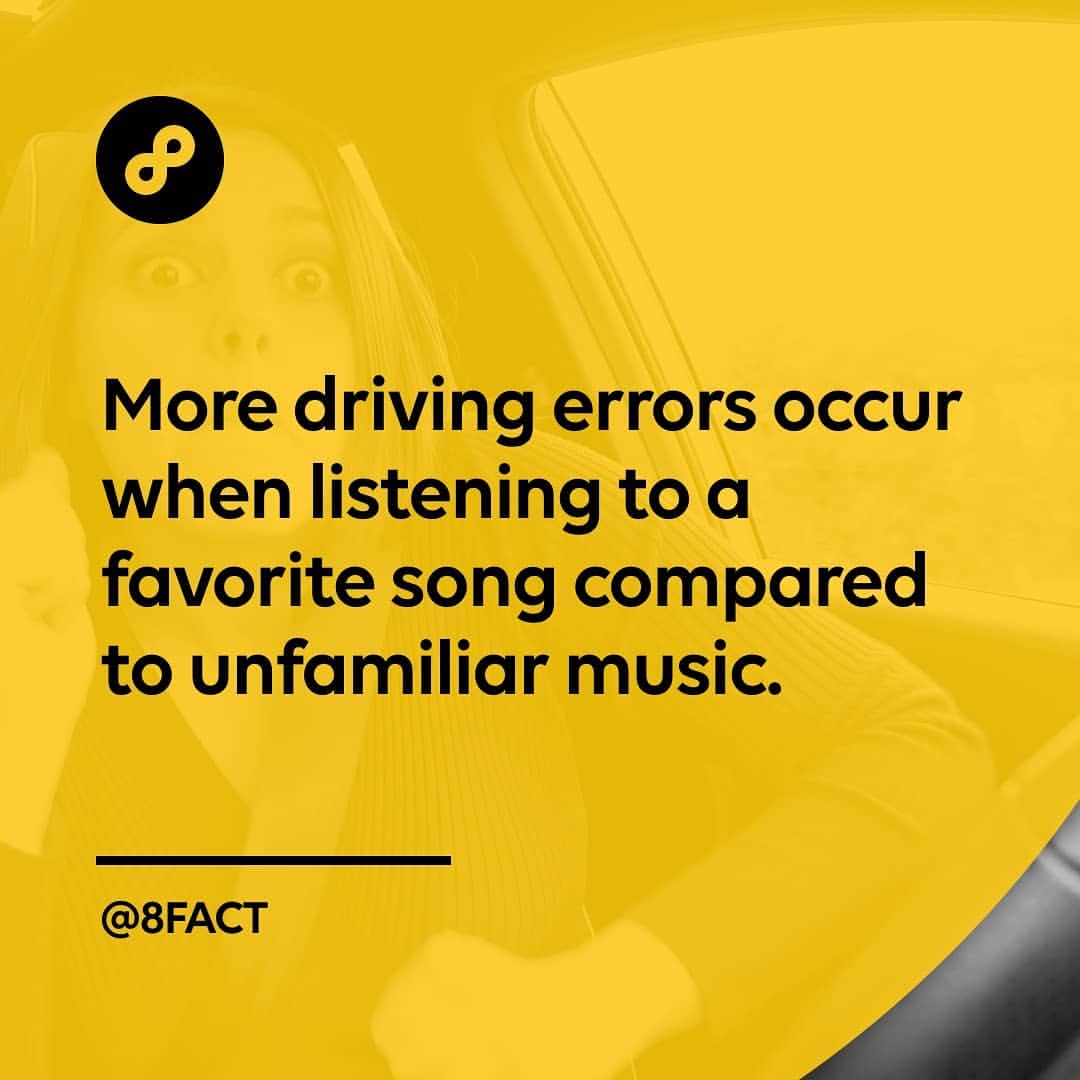 More driving errors occur
when listening to a
favorite song compared
to unfamiliar music.
@8FACT